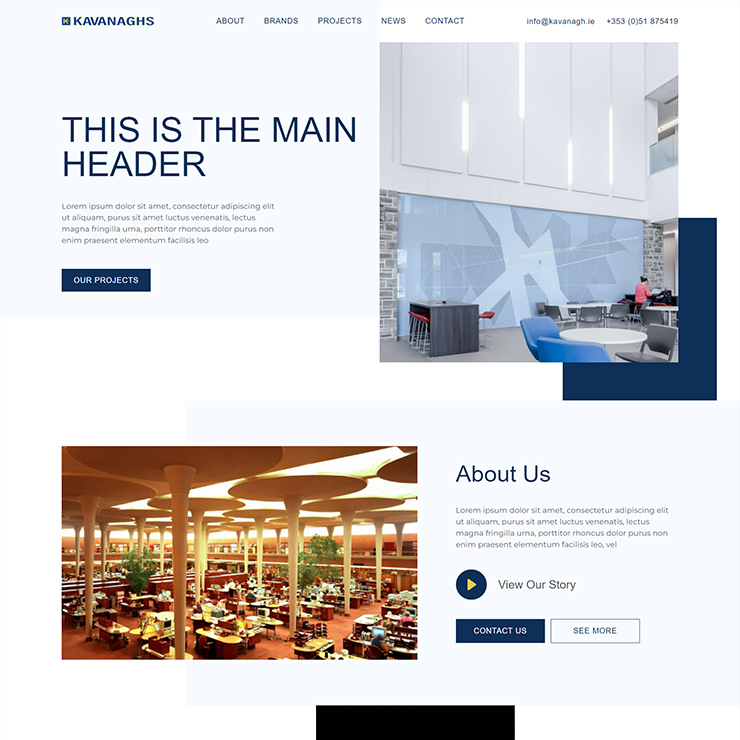 K KAVANAGHS
ABOUT BRANDS PROJECTS NEWS CONTACT
info@kavanagh.ie +353 (0)51 875419
THIS IS THE MAIN
HEADER
Lorem ipsum dolor sit amet, consectetur adipiscing elit
ut aliquam, purus sit amet luctus venenatis, lectus
magna fringilla urna, porttitor rhoncus dolor purus non
enim praesent elementum facilisis leo
OUR PROJECTS
About Us
Lorem ipsum dolor sit amet, consectetur adipiscing elit
ut aliquam, purus sit amet luctus venenatis, lectus
magna fringilla urna, porttitor rhoncus dolor purus non
enim praesent elementum facilisis leo, vel
View Our Story
CONTACT US
SEE MORE